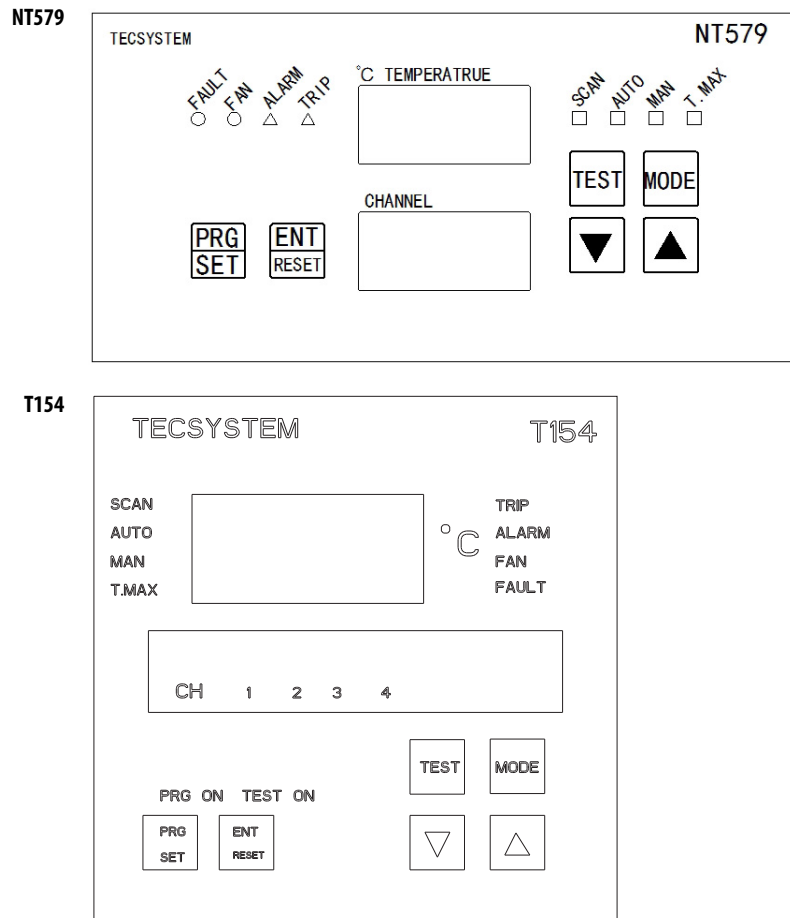 NT579
TECSYSTEM NT579
FAULT FAN ALARM TRIP
°C TEMPERATRUE
SCAN AUTO MAN T.MAX
TEST MODE
CHANNEL
PRG SET
ENT RESET
T154
TECSYSTEM T154
SCAN
AUTO
MAN
T.MAX
°C
TRIP
ALARM
FAN
FAULT
CH 1 2 3 4
TEST MODE
PRG ON TEST ON
PRG SET
ENT RESET